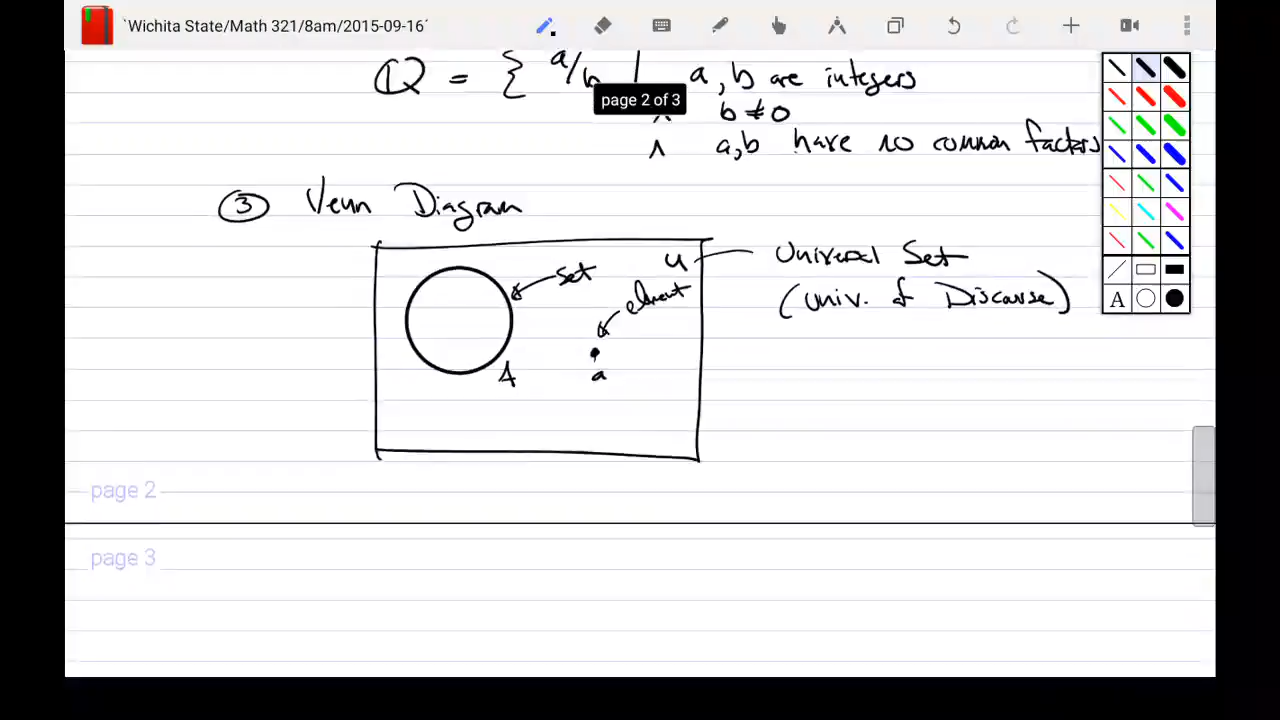 `Wichita State/Math 321/8am/2015-09-16`
Q = { a/b | a, b are integers
page 2 of 3
∧ b ≠ 0
∧ a,b have no common factors
③ Venn Diagram
U — Universal Set
(Univ. of Discourse)
set
element
A
a
page 2
page 3
A